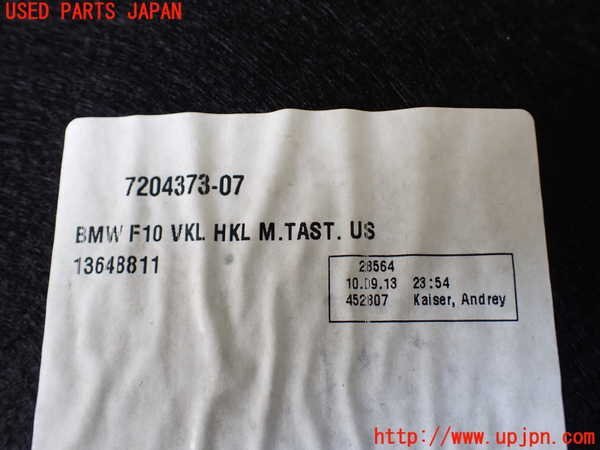 USED PARTS JAPAN
7204373-07
BMW F10 VKL HKL M.TAST. US
13648811
28564
10.09.13 23:54
452807 Kaiser, Andrey
http://www.upjpn.com